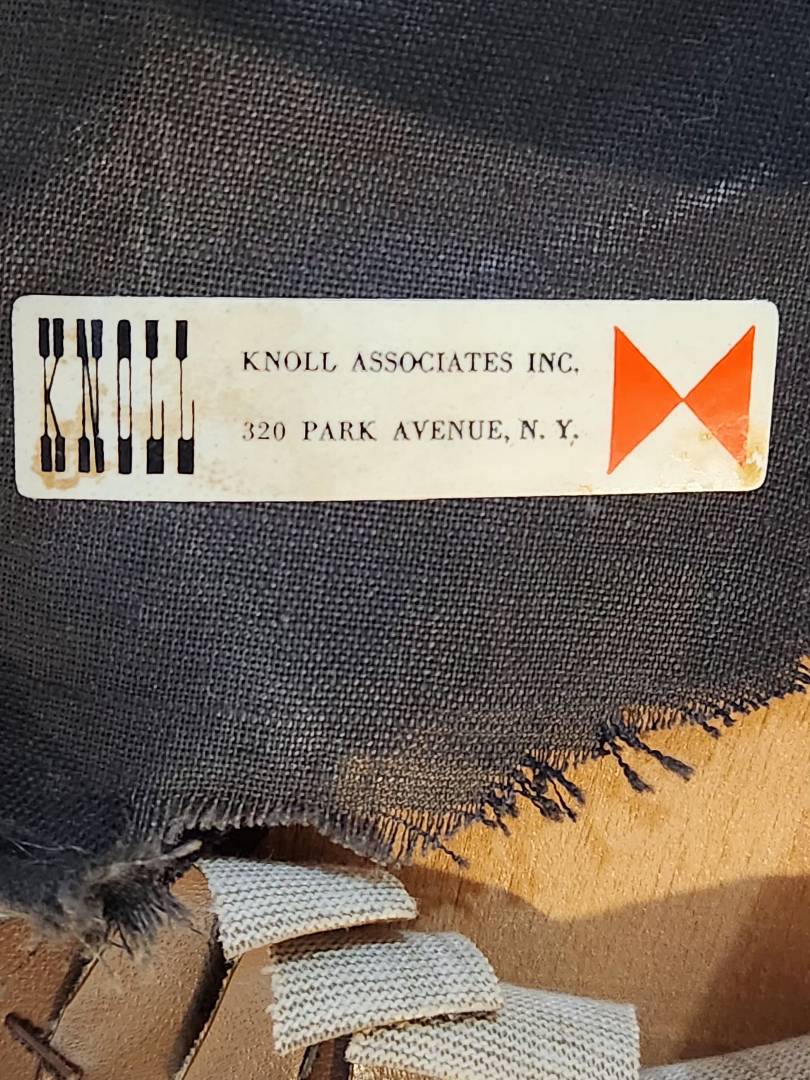 KNOLL
KNOLL ASSOCIATES INC.
320 PARK AVENUE, N. Y.